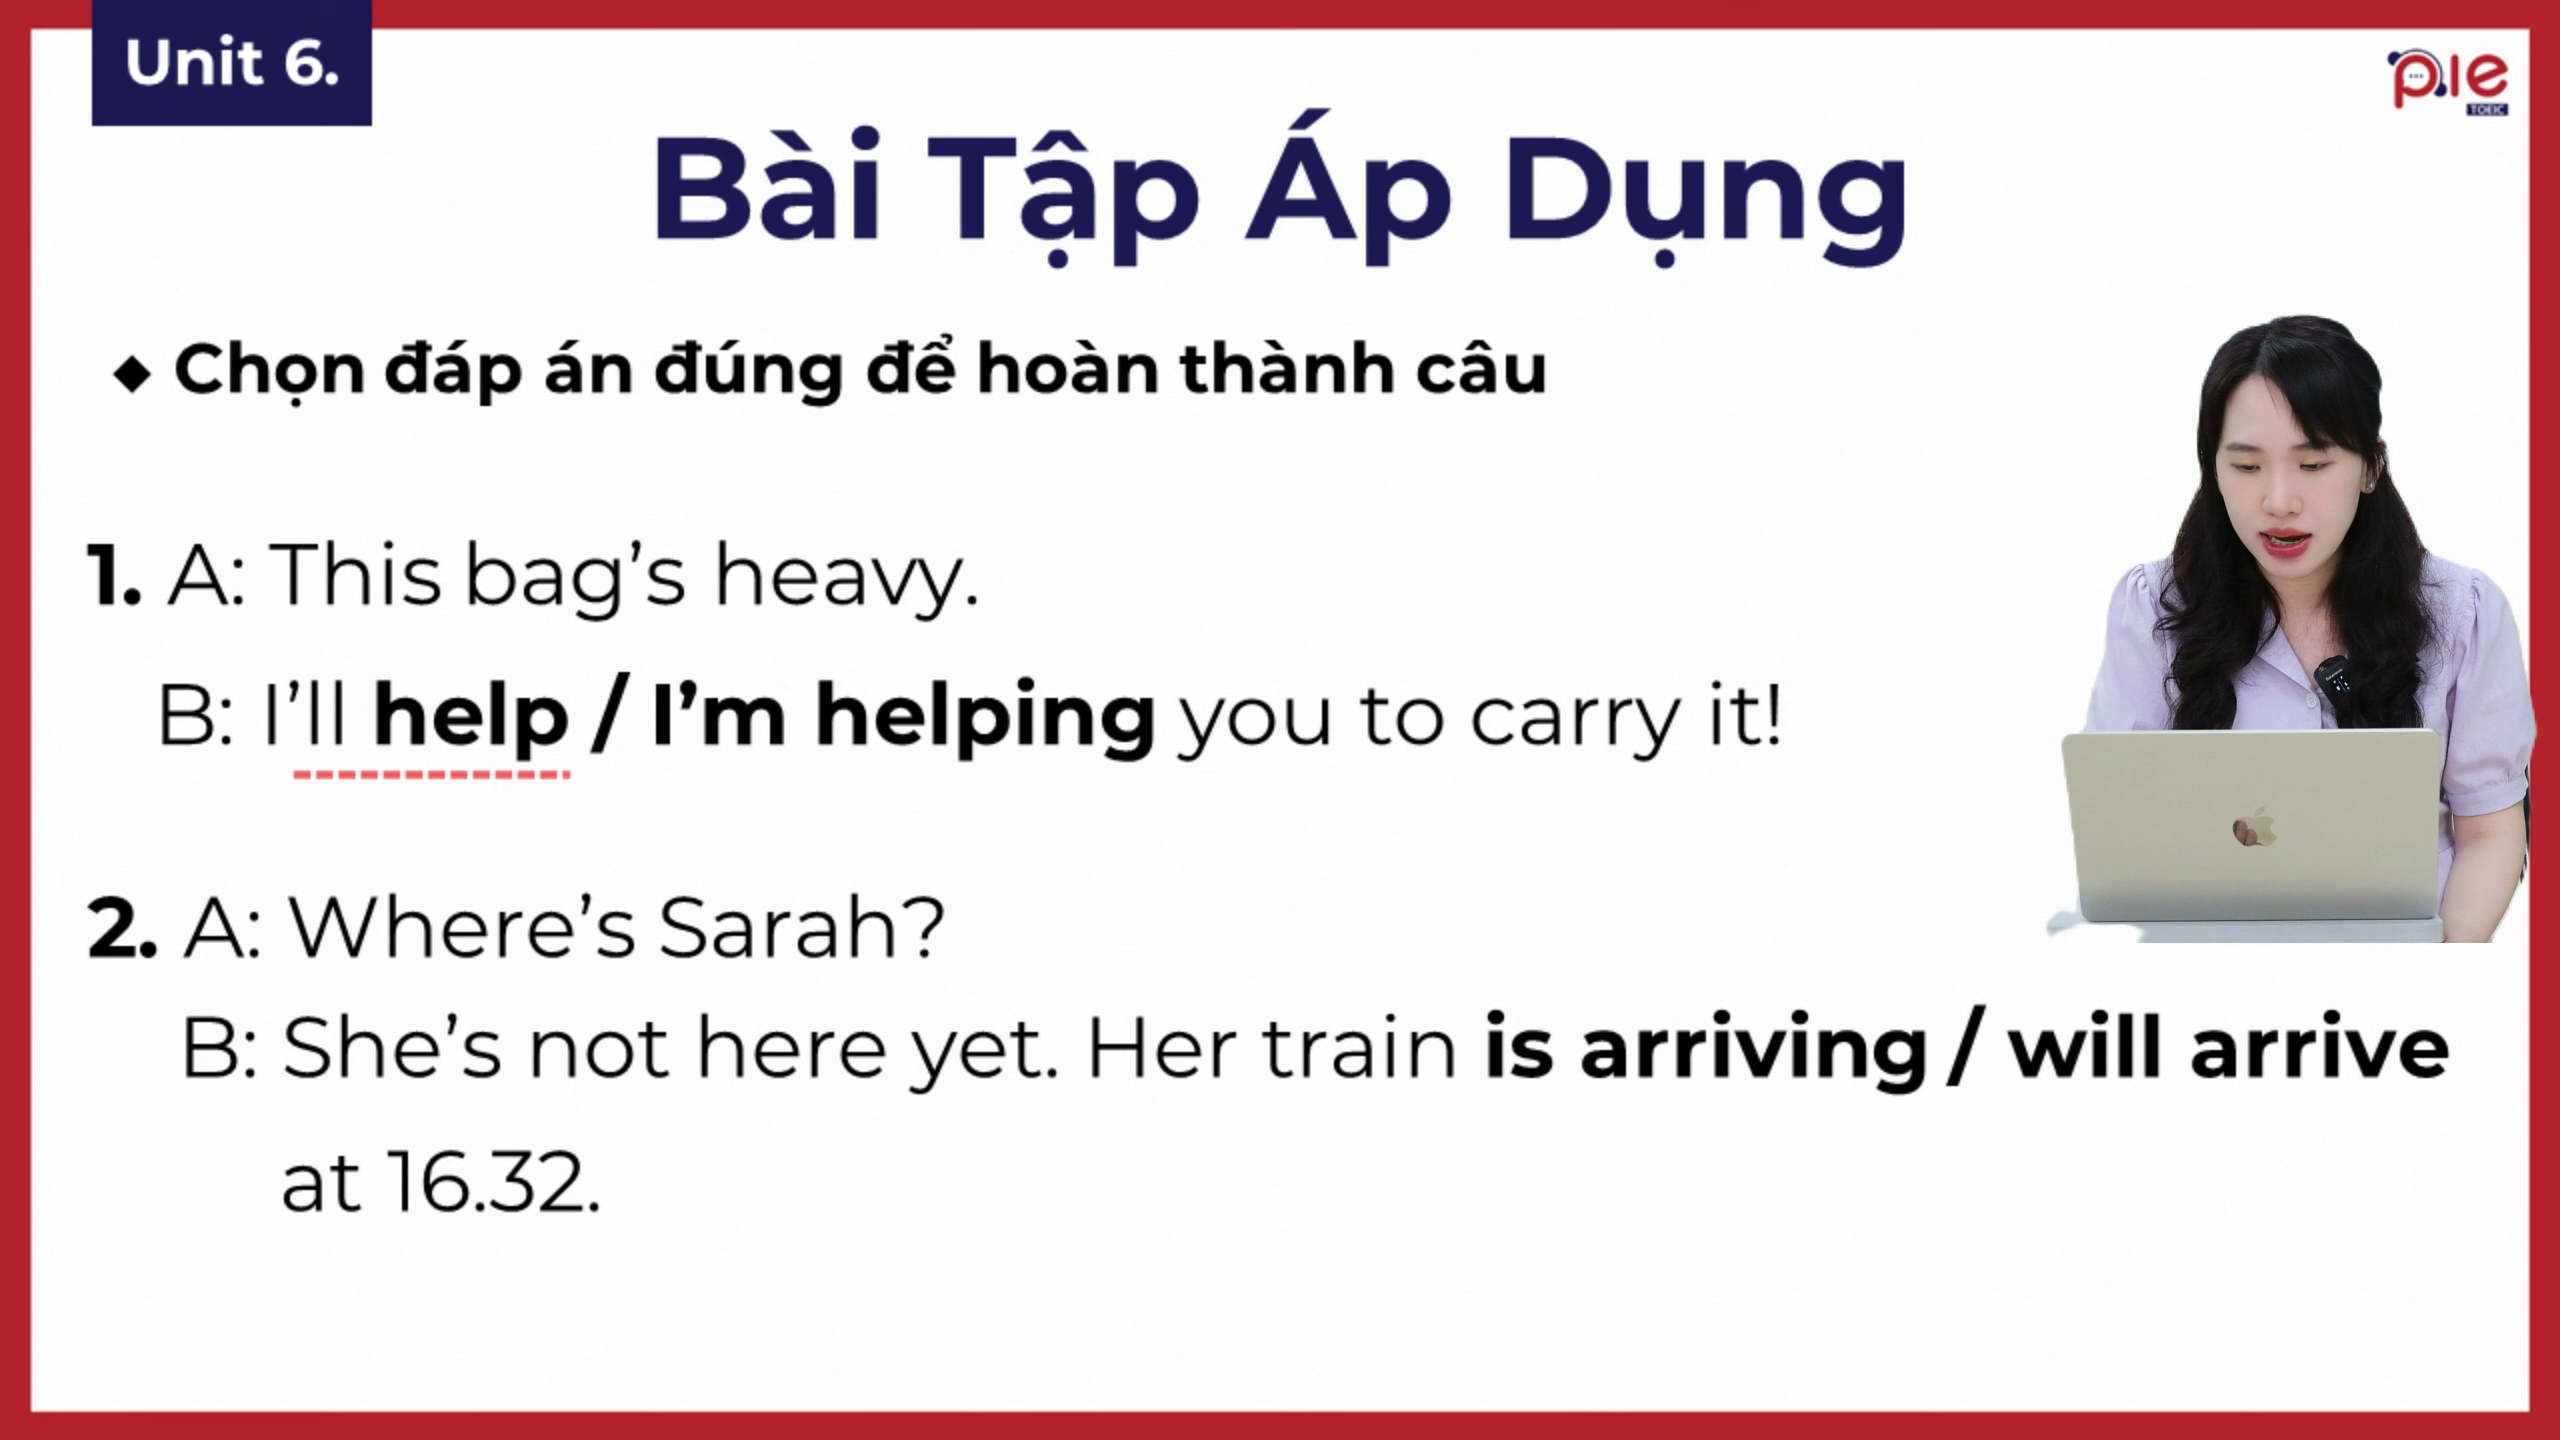 Unit 6.
pie
TOEIC
Bài Tập Áp Dụng
◆ Chọn đáp án đúng để hoàn thành câu
1. A: This bag’s heavy.
B: I’ll help / I’m helping you to carry it!
2. A: Where’s Sarah?
B: She’s not here yet. Her train is arriving / will arrive
at 16.32.